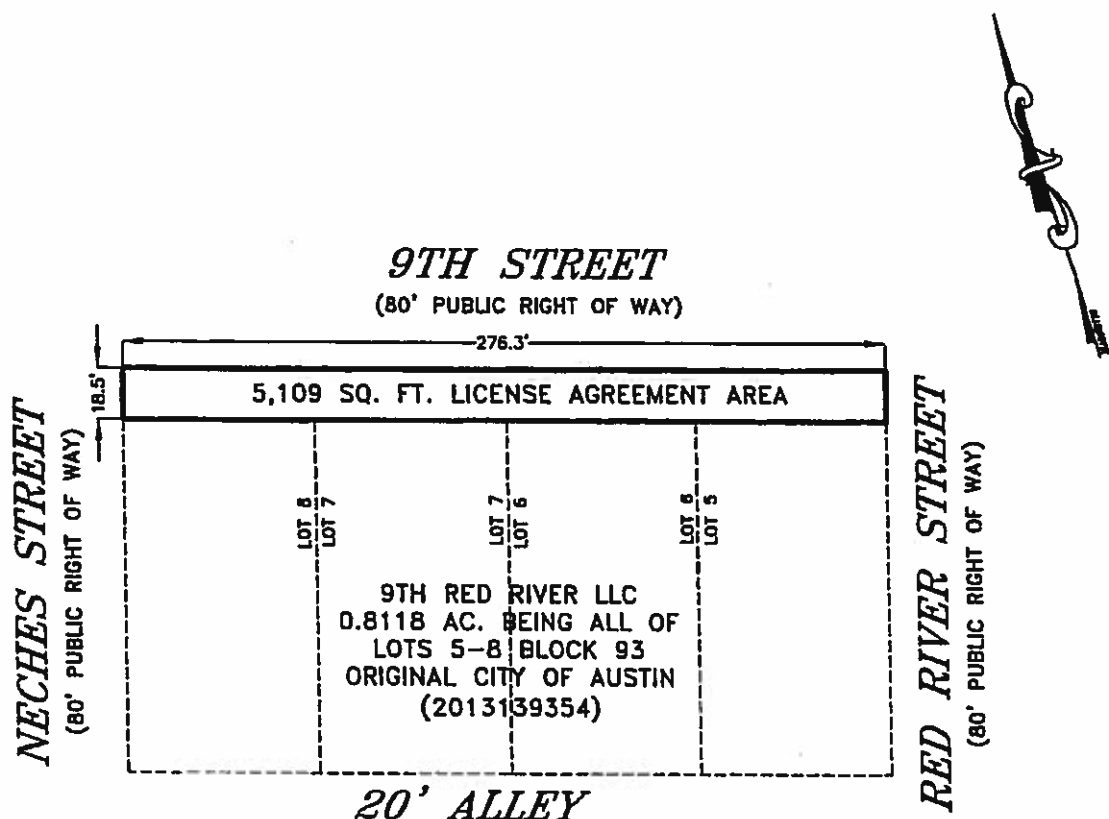 9TH STREET
(80' PUBLIC RIGHT OF WAY)
276.3'
18.5'
5,109 SQ. FT. LICENSE AGREEMENT AREA
NECHES STREET
(80' PUBLIC RIGHT OF WAY)
LOT 8
LOT 7
LOT 7
LOT 6
LOT 6
LOT 5
RED RIVER STREET
(80' PUBLIC RIGHT OF WAY)
9TH RED RIVER LLC
0.8118 AC. BEING ALL OF
LOTS 5-8 BLOCK 93
ORIGINAL CITY OF AUSTIN
(2013139354)
20' ALLEY